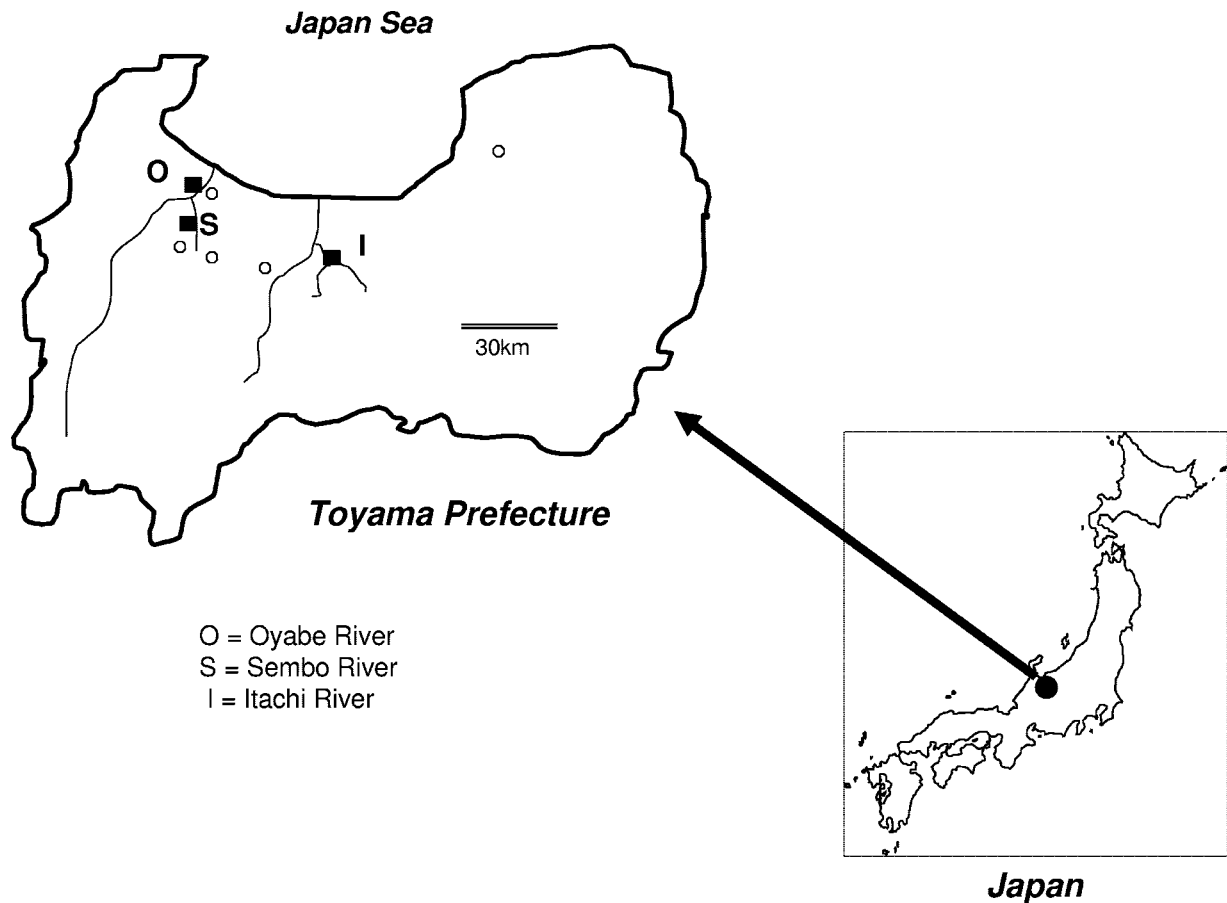 Japan Sea
O
S
I
30km
Toyama Prefecture
O = Oyabe River
S = Sembo River
I = Itachi River
Japan